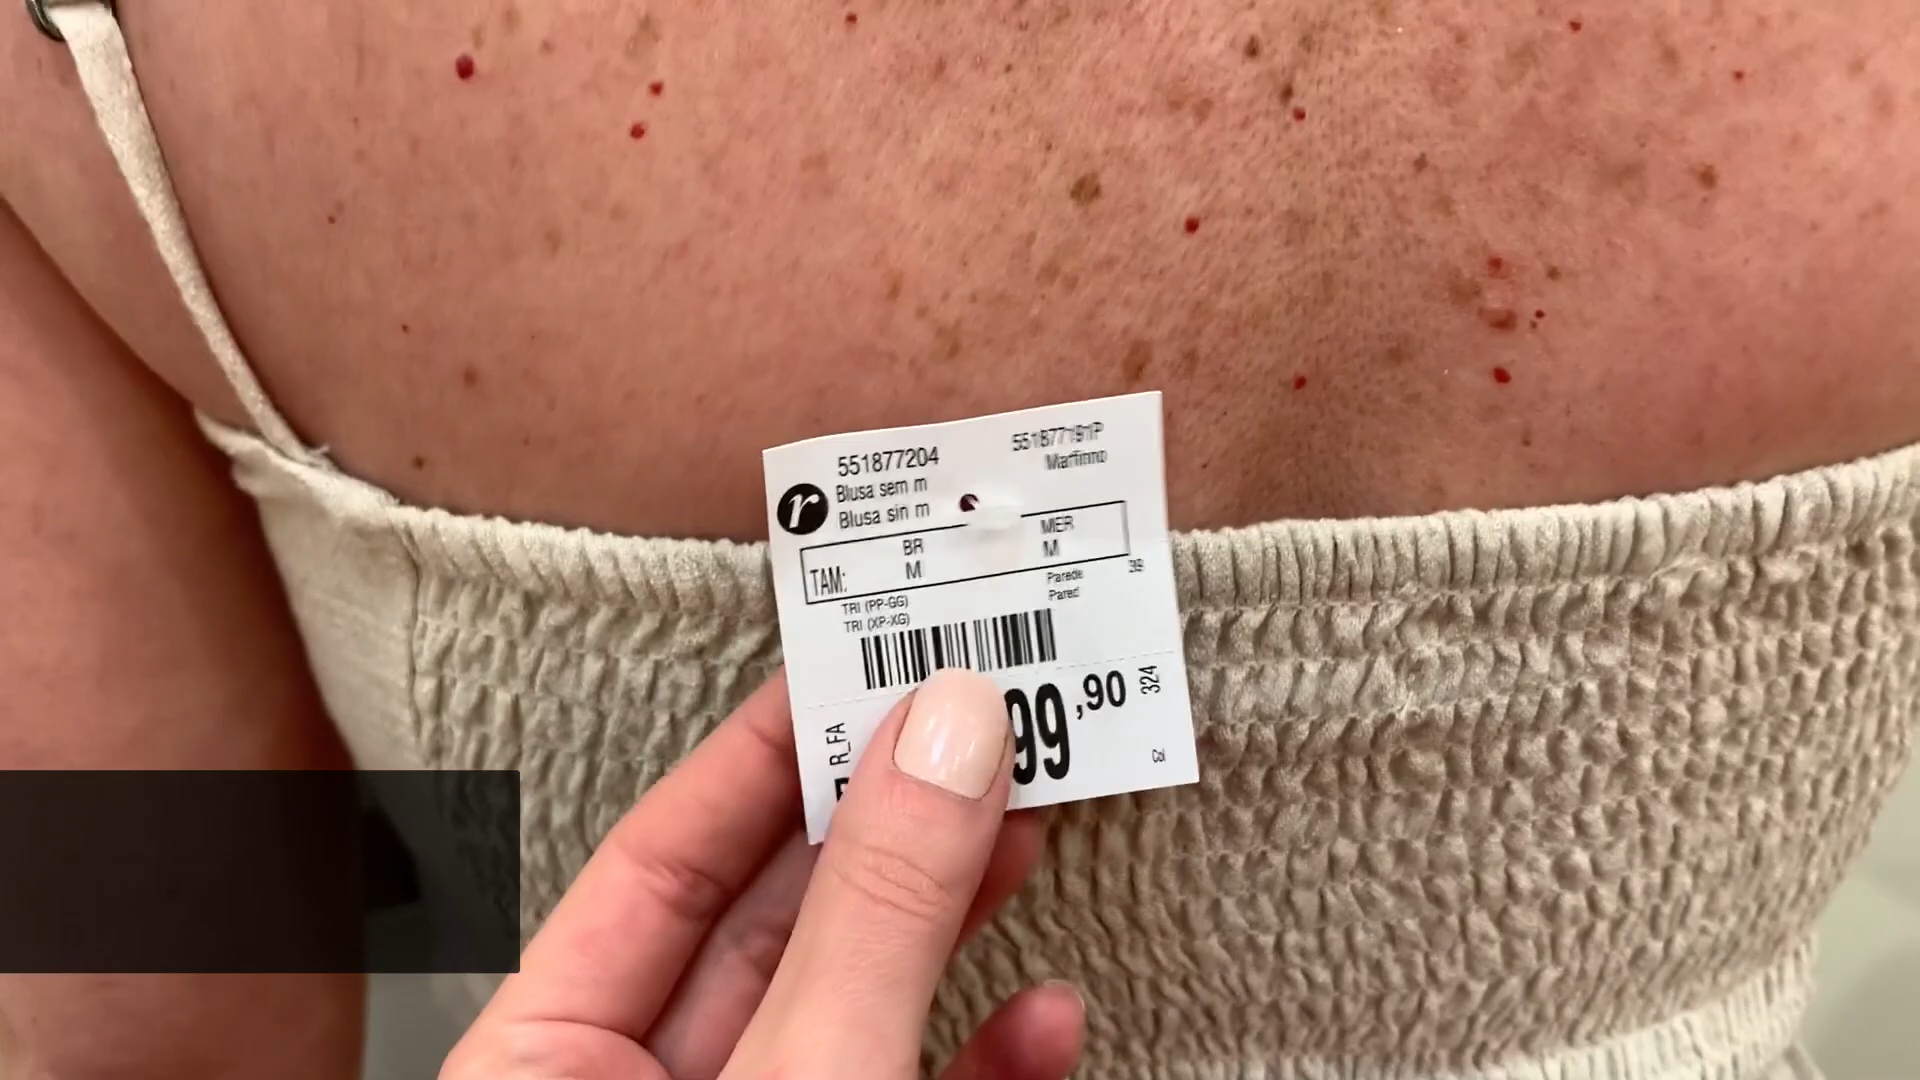 551877204
Blusa sem m
Blusa sin m
Marfinno
r
TAM:
BR
M
MER
M
TRI (PP-GG)
TRI (XP-XG)
Parede
Pared
39
R_FA
99,90
324
Col